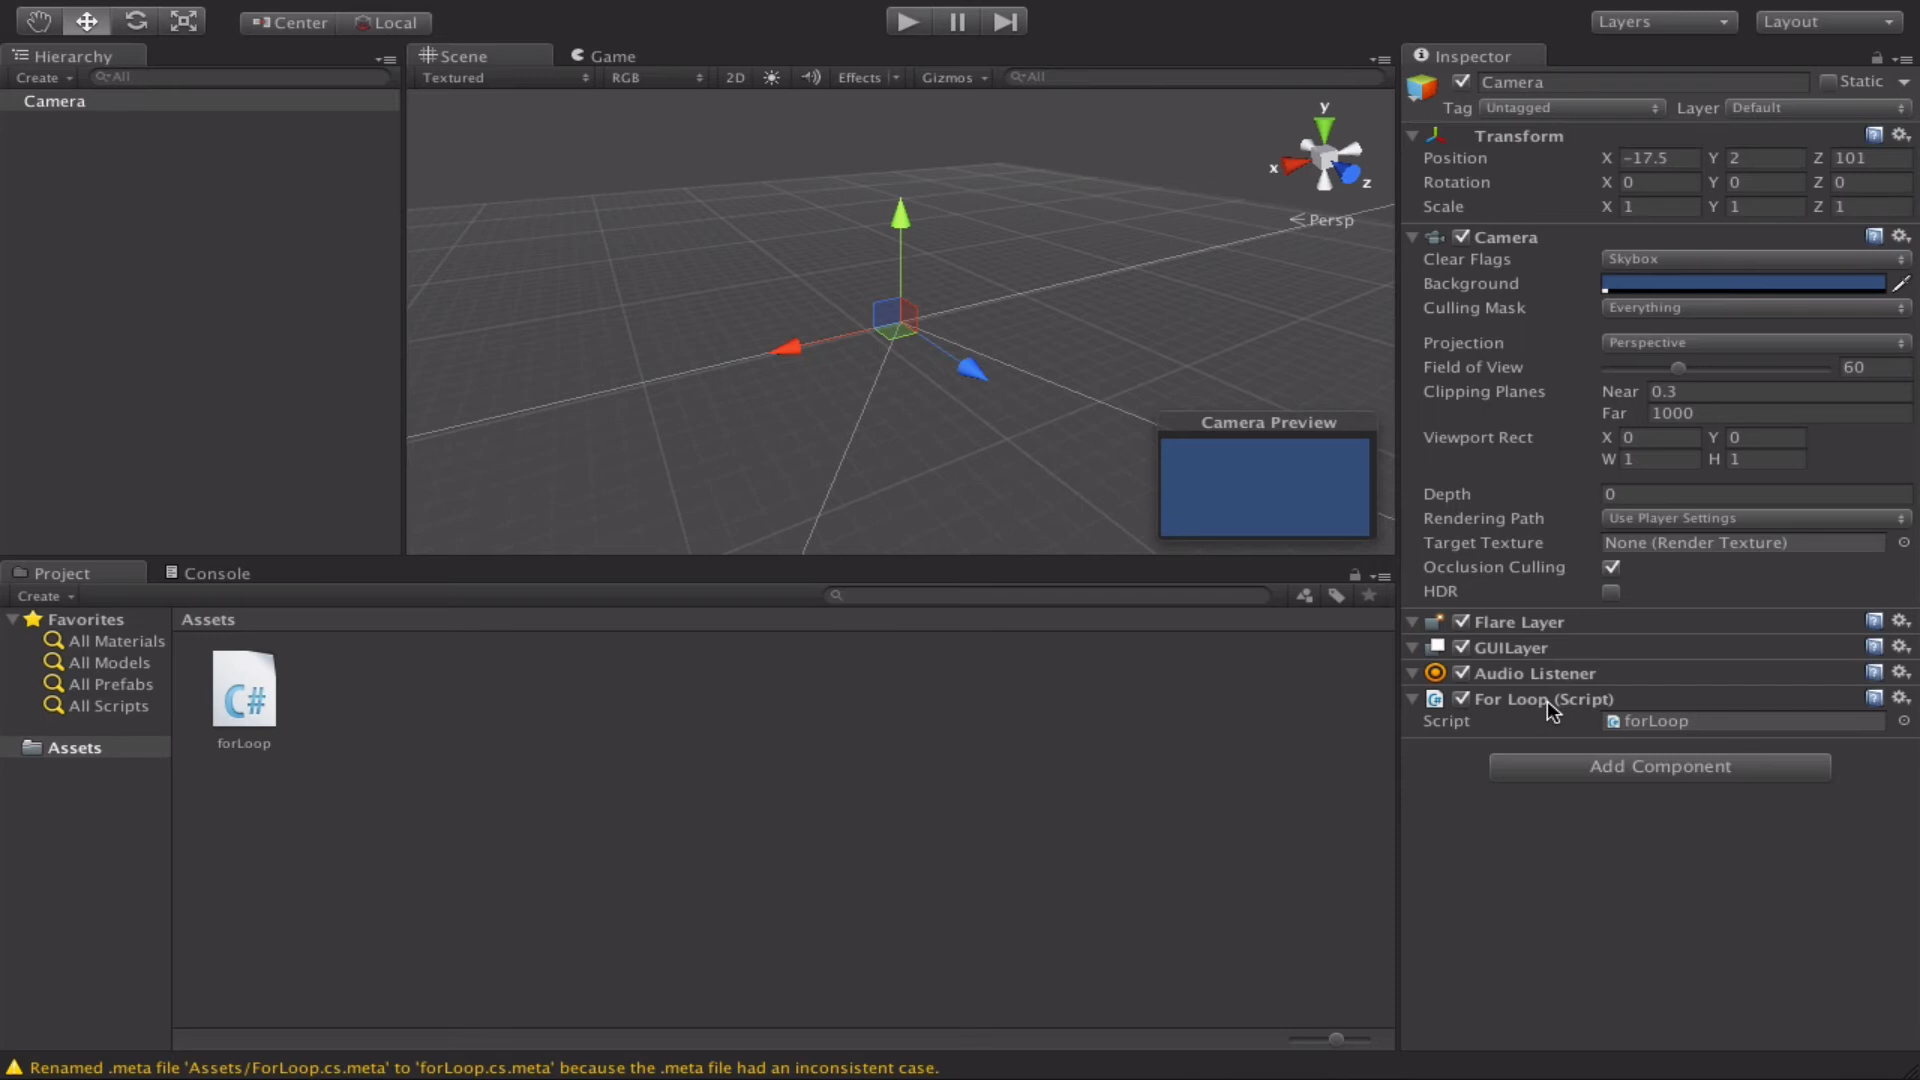 Center
Local
Layers
Layout
Hierarchy
Create
All
Camera
Scene
Game
Textured
RGB
2D
Effects
Gizmos
All
y
x
z
Persp
Camera Preview
Inspector
Camera
Static
Tag
Untagged
Layer
Default
Transform
Position
X -17.5 Y 2 Z 101
Rotation
X 0 Y 0 Z 0
Scale
X 1 Y 1 Z 1
Camera
Clear Flags
Skybox
Background
Culling Mask
Everything
Projection
Perspective
Field of View
60
Clipping Planes
Near 0.3
Far 1000
Viewport Rect
X 0 Y 0
W 1 H 1
Depth
0
Rendering Path
Use Player Settings
Target Texture
None (Render Texture)
Occlusion Culling
HDR
Flare Layer
GUILayer
Audio Listener
C#
For Loop (Script)
Script
forLoop
Add Component
Project
Console
Create
Favorites
All Materials
All Models
All Prefabs
All Scripts
Assets
Assets
C#
forLoop
Renamed .meta file 'Assets/ForLoop.cs.meta' to 'forLoop.cs.meta' because the .meta file had an inconsistent case.